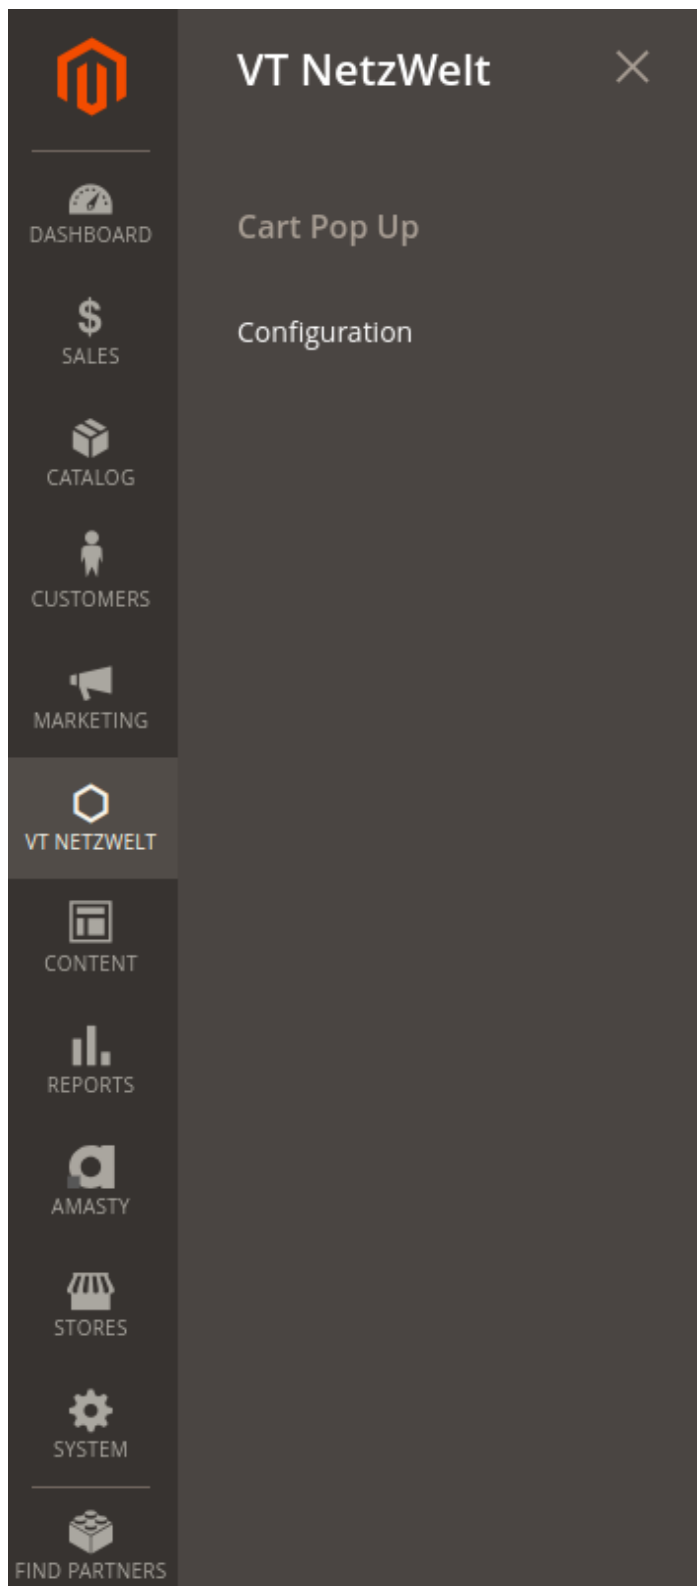 VT NetzWelt
Cart Pop Up
Configuration
DASHBOARD
$
SALES
CATALOG
CUSTOMERS
MARKETING
VT NETZWELT
CONTENT
REPORTS
a
AMASTY
STORES
SYSTEM
FIND PARTNERS